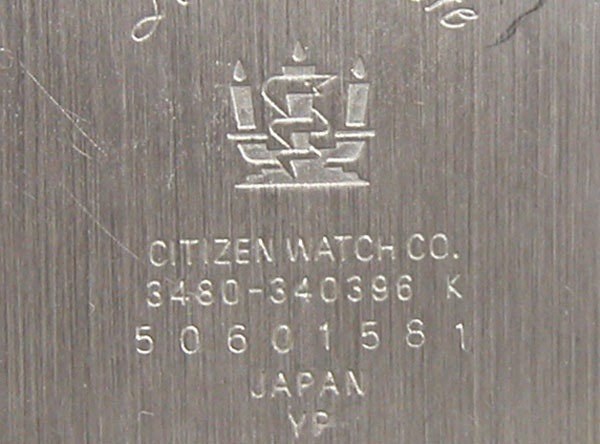 CITIZEN WATCH CO.
3480-340396 K
50601581
JAPAN
YP